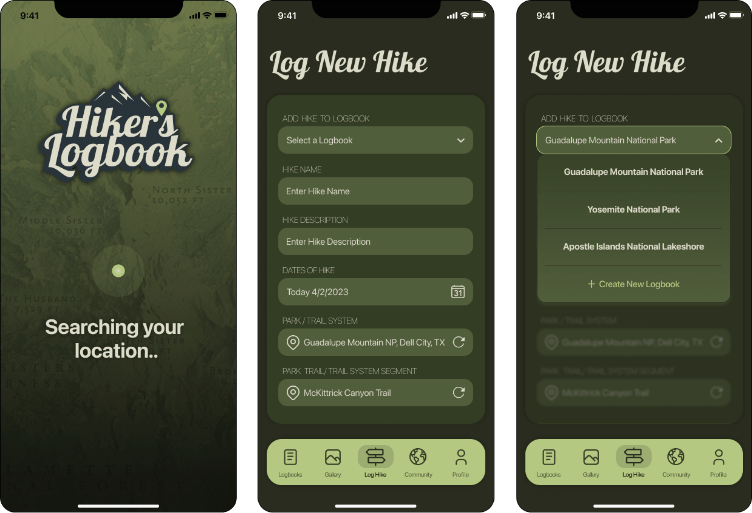 9:41
Hiker's
Logbook
NORTH SISTER
10,032 FT
MIDDLE SISTER
Searching your
location..
9:41
Log New Hike
ADD HIKE TO LOGBOOK
Select a Logbook
HIKE NAME
Enter Hike Name
HIKE DESCRIPTION
Enter Hike Description
DATES OF HIKE
Today 4/2/2023
31
PARK / TRAIL SYSTEM
Guadalupe Mountain NP, Dell City, TX
PARK TRAIL/ TRAIL SYSTEM SEGMENT
McKittrick Canyon Trail
Logbooks
Gallery
Log Hike
Community
Profile
9:41
Log New Hike
ADD HIKE TO LOGBOOK
Guadalupe Mountain National Park
Guadalupe Mountain National Park
Yosemite National Park
Apostle Islands National Lakeshore
+ Create New Logbook
PARK / TRAIL SYSTEM
Guadalupe Mountain NP, Dell City, TX
PARK TRAIL/ TRAIL SYSTEM SEGMENT
McKittrick Canyon Trail
Logbooks
Gallery
Log Hike
Community
Profile